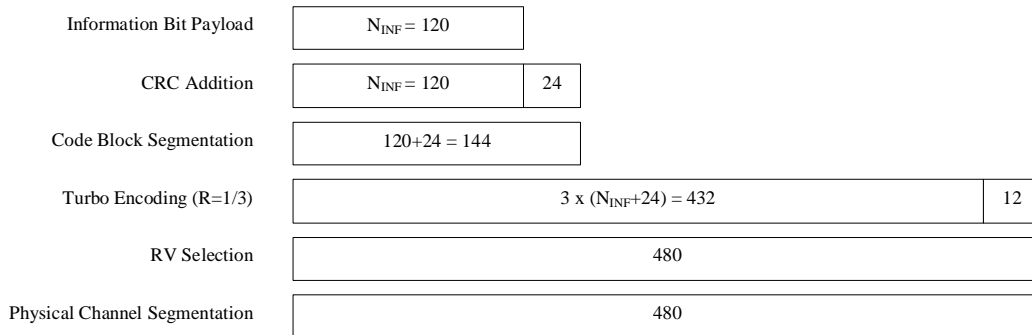 Information Bit Payload
N_INF = 120
CRC Addition
N_INF = 120 24
Code Block Segmentation
120+24 = 144
Turbo Encoding (R=1/3)
3 x (N_INF+24) = 432 12
RV Selection
480
Physical Channel Segmentation
480